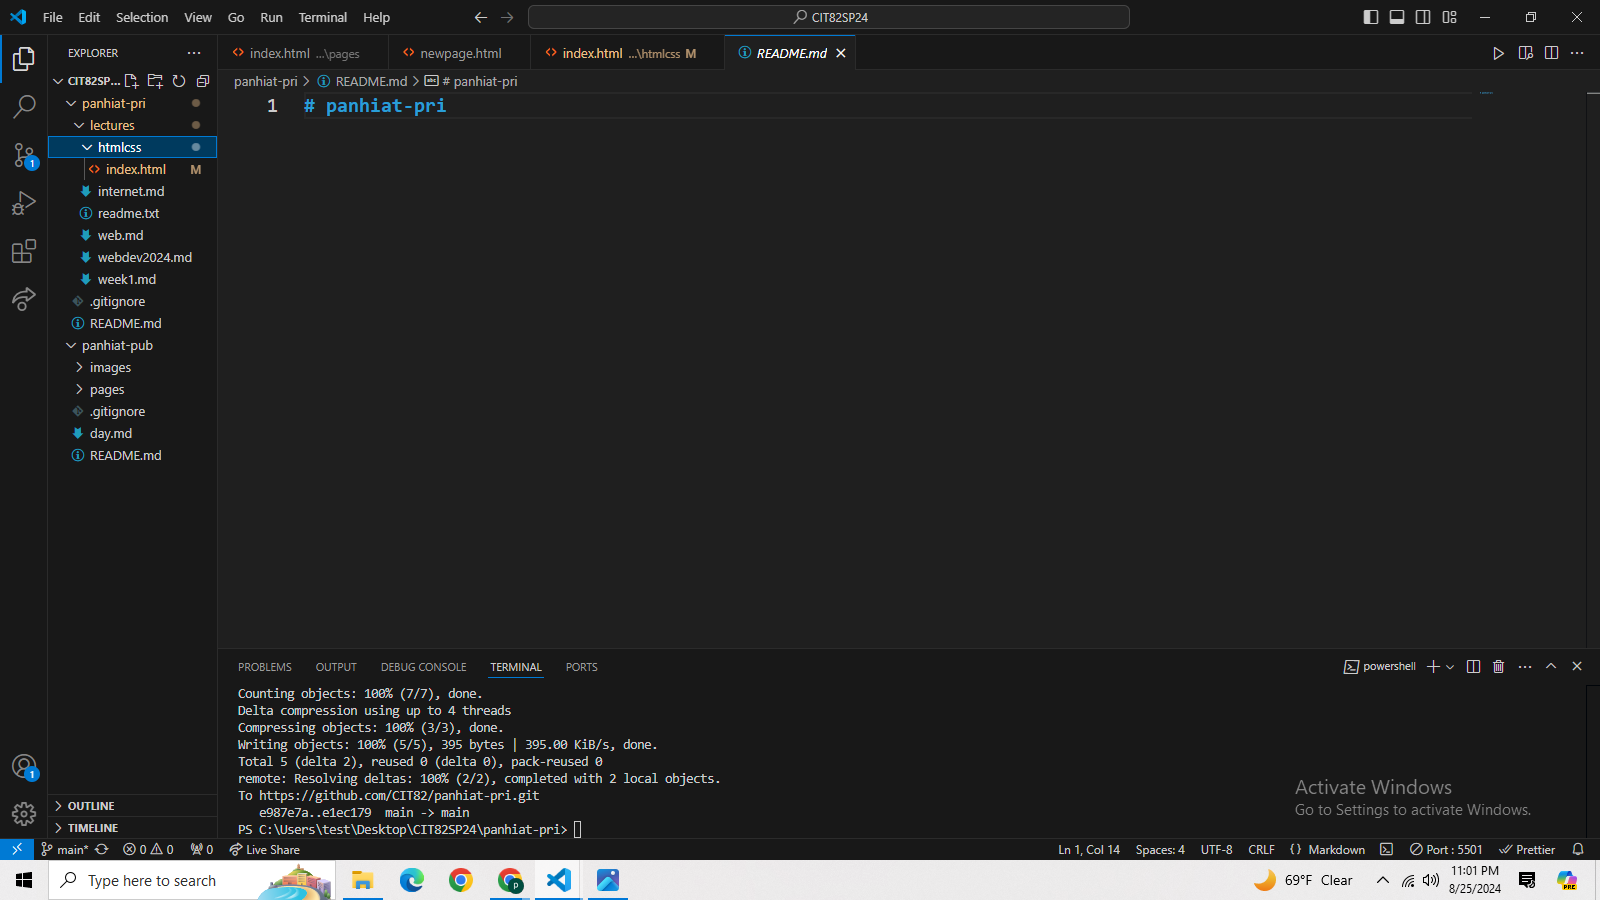 File Edit Selection View Go Run Terminal Help
CIT82SP24
EXPLORER
index.html ...\pages
newpage.html
index.html ...\htmlcss M
README.md
CIT82SP...
panhiat-pri > README.md > # panhiat-pri
panhiat-pri
1 # panhiat-pri
lectures
htmlcss
index.html M
internet.md
readme.txt
web.md
webdev2024.md
week1.md
.gitignore
README.md
panhiat-pub
images
pages
.gitignore
day.md
README.md
1
1
OUTLINE
TIMELINE
PROBLEMS OUTPUT DEBUG CONSOLE TERMINAL PORTS
powershell
Counting objects: 100% (7/7), done.
Delta compression using up to 4 threads
Compressing objects: 100% (3/3), done.
Writing objects: 100% (5/5), 395 bytes | 395.00 KiB/s, done.
Total 5 (delta 2), reused 0 (delta 0), pack-reused 0
remote: Resolving deltas: 100% (2/2), completed with 2 local objects.
To https://github.com/CIT82/panhiat-pri.git
e987e7a..e1ec179 main -> main
PS C:\Users\test\Desktop\CIT82SP24\panhiat-pri>
Activate Windows
Go to Settings to activate Windows.
main* 0 0 0 Live Share
Ln 1, Col 14 Spaces: 4 UTF-8 CRLF {} Markdown Port : 5501 Prettier
Type here to search
p
69°F Clear
PRE
11:01 PM
8/25/2024